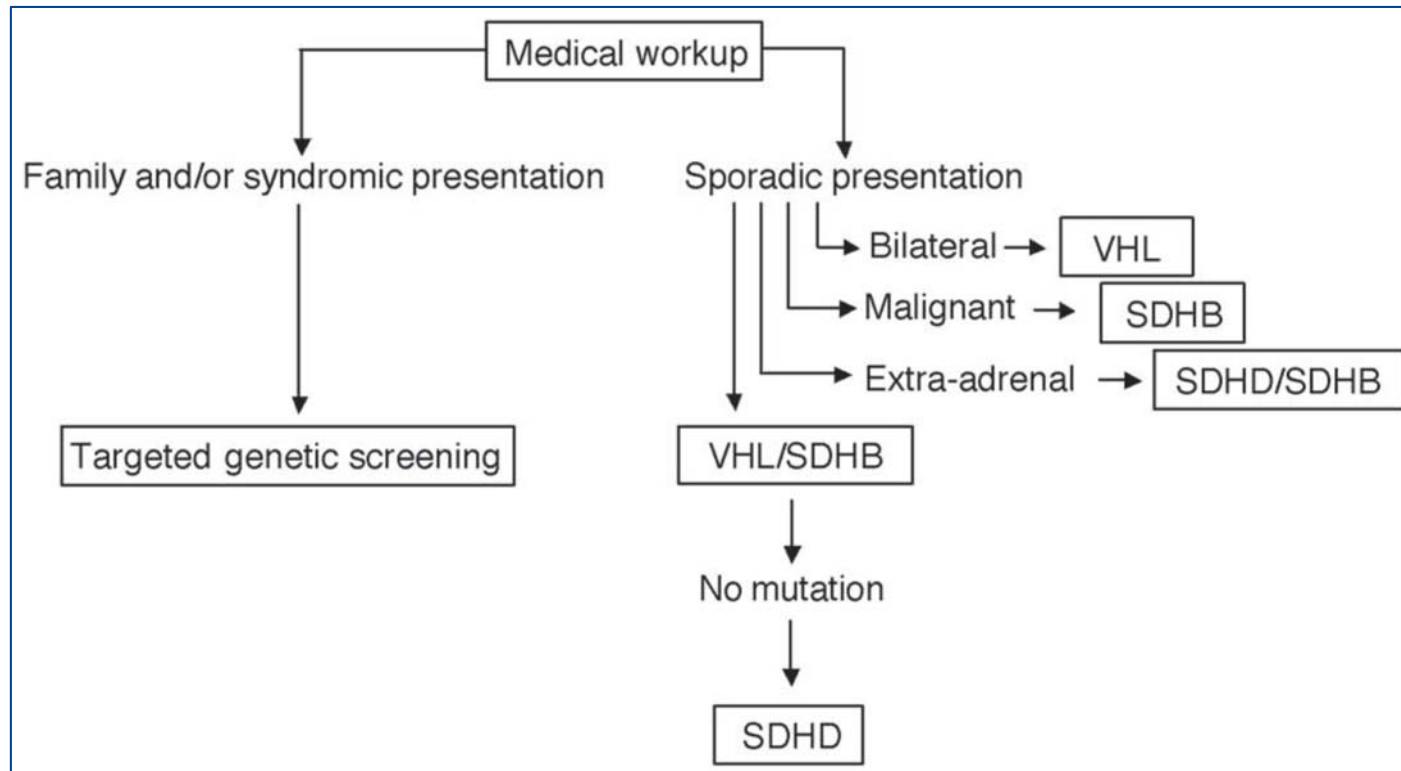 Medical workup
Family and/or syndromic presentation
Sporadic presentation
Bilateral
VHL
Malignant
SDHB
Extra-adrenal
SDHD/SDHB
Targeted genetic screening
VHL/SDHB
No mutation
SDHD